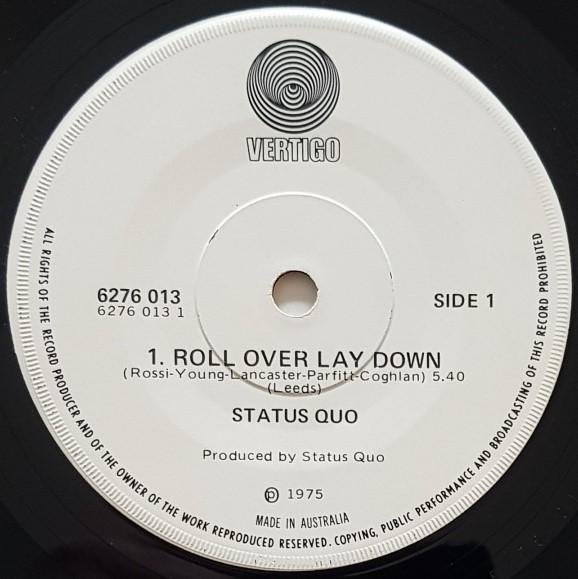 VERTIGO
6276 013
6276 013 1
SIDE 1
1. ROLL OVER LAY DOWN
(Rossi-Young-Lancaster-Parfitt-Coghlan) 5.40
(Leeds)
STATUS QUO
Produced by Status Quo
℗ 1975
MADE IN AUSTRALIA
ALL RIGHTS OF THE RECORD PRODUCER AND OF THE OWNER OF THE WORK REPRODUCED RESERVED. COPYING, PUBLIC PERFORMANCE AND BROADCASTING OF THIS RECORD PROHIBITED